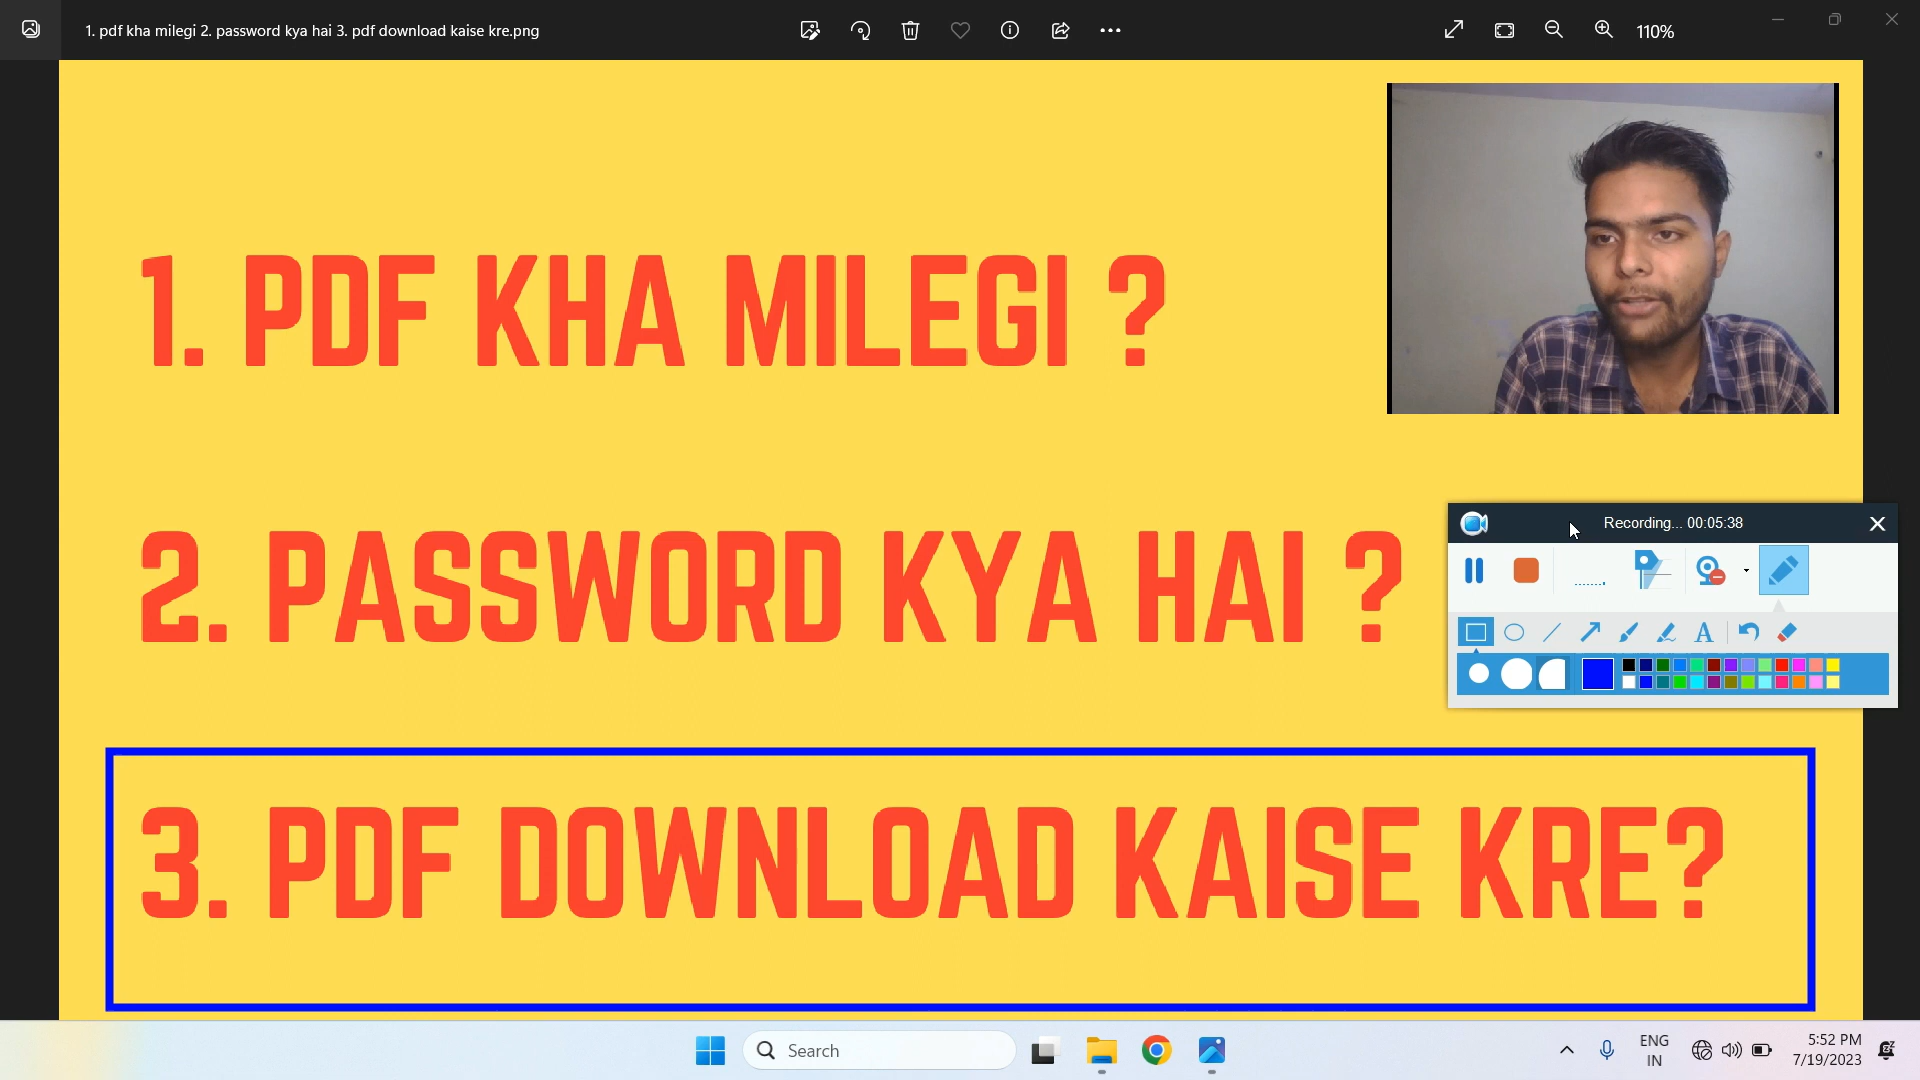 1. pdf kha milegi 2. password kya hai 3. pdf download kaise kre.png
110%
1. PDF KHA MILEGI ?
2. PASSWORD KYA HAI ?
Recording... 00:05:38
A
3. PDF DOWNLOAD KAISE KRE?
Search
ENG
IN
5:52 PM
7/19/2023